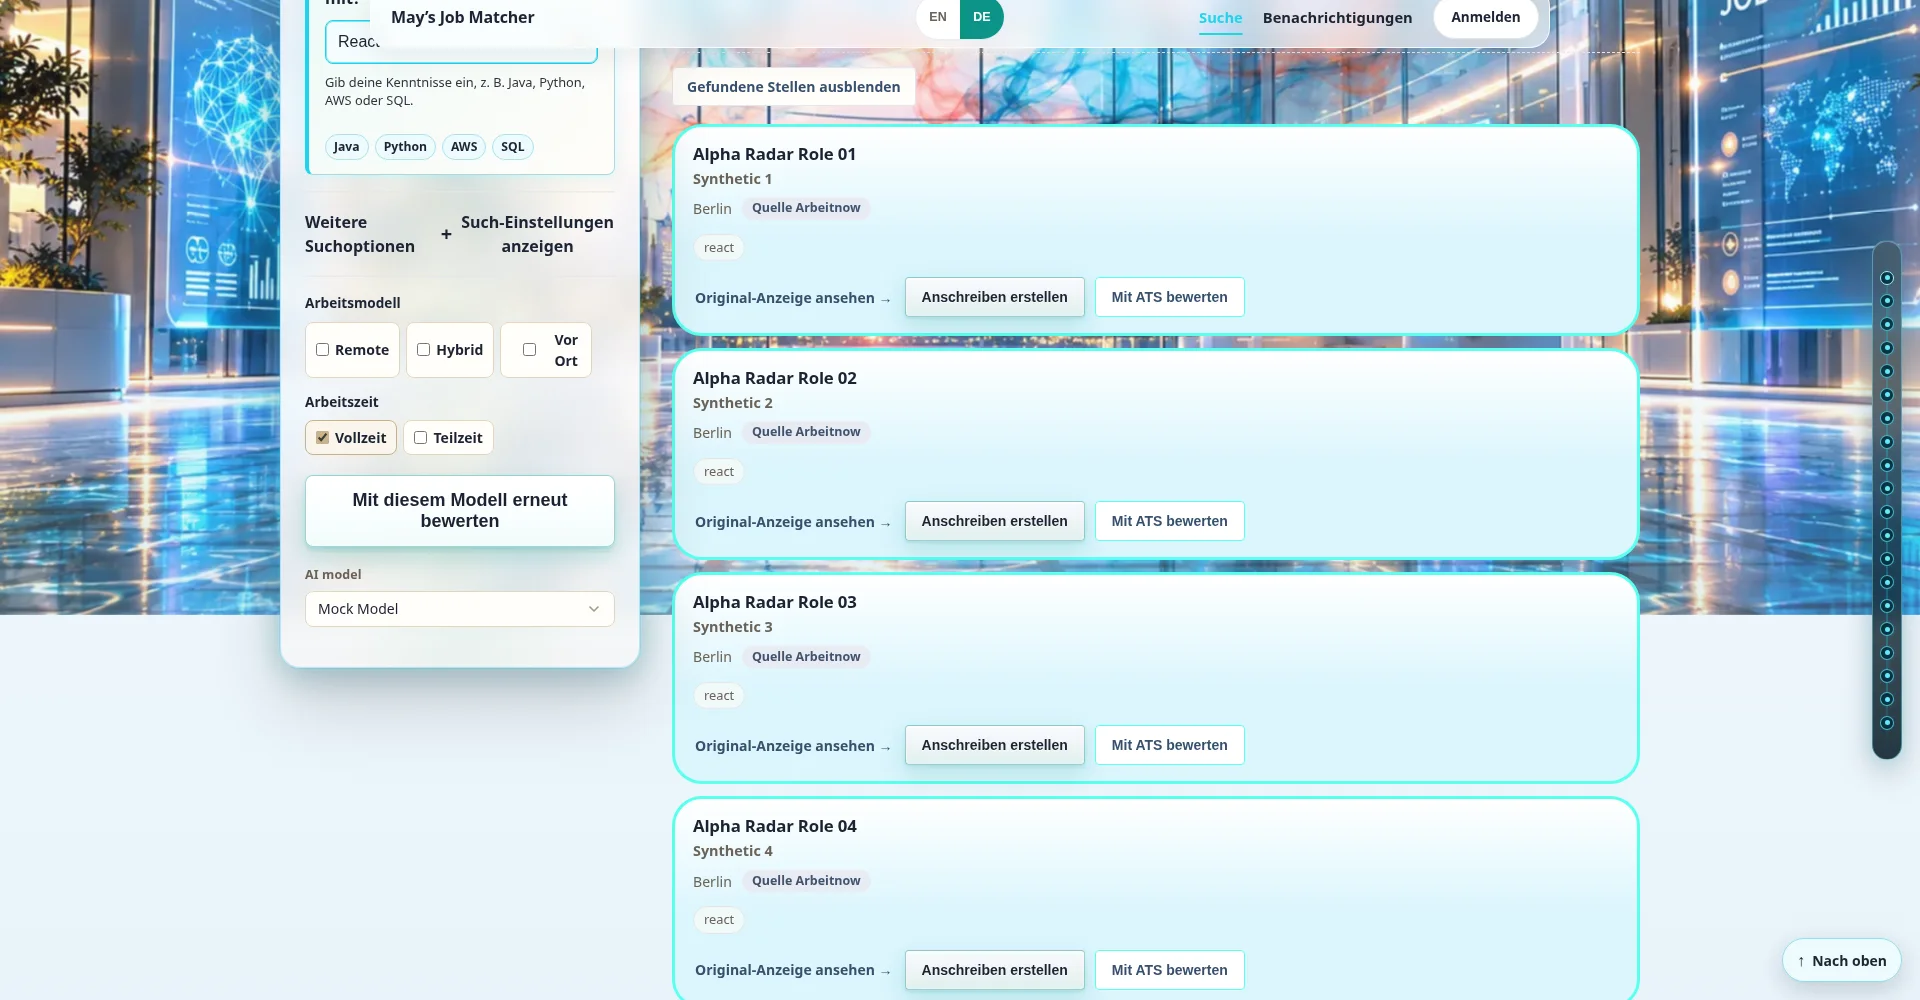 mit?
May's Job Matcher
EN
DE
Suche
Benachrichtigungen
Anmelden
React
Gib deine Kenntnisse ein, z. B. Java, Python,
AWS oder SQL.
Java
Python
AWS
SQL
Weitere
Suchoptionen
+
Such-Einstellungen
anzeigen
Arbeitsmodell
Remote
Hybrid
Vor
Ort
Arbeitszeit
Vollzeit
Teilzeit
Mit diesem Modell erneut
bewerten
AI model
Mock Model
Gefundene Stellen ausblenden
Alpha Radar Role 01
Synthetic 1
Berlin Quelle Arbeitnow
react
Original-Anzeige ansehen → Anschreiben erstellen Mit ATS bewerten
Alpha Radar Role 02
Synthetic 2
Berlin Quelle Arbeitnow
react
Original-Anzeige ansehen → Anschreiben erstellen Mit ATS bewerten
Alpha Radar Role 03
Synthetic 3
Berlin Quelle Arbeitnow
react
Original-Anzeige ansehen → Anschreiben erstellen Mit ATS bewerten
Alpha Radar Role 04
Synthetic 4
Berlin Quelle Arbeitnow
react
Original-Anzeige ansehen → Anschreiben erstellen Mit ATS bewerten
↑ Nach oben